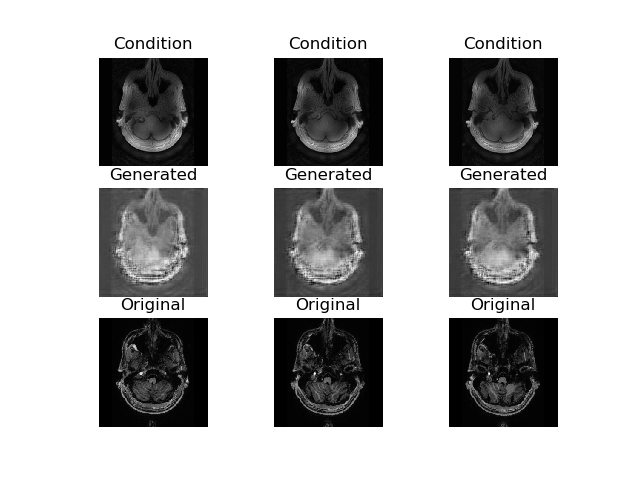 Condition Condition Condition
Generated Generated Generated
Original Original Original